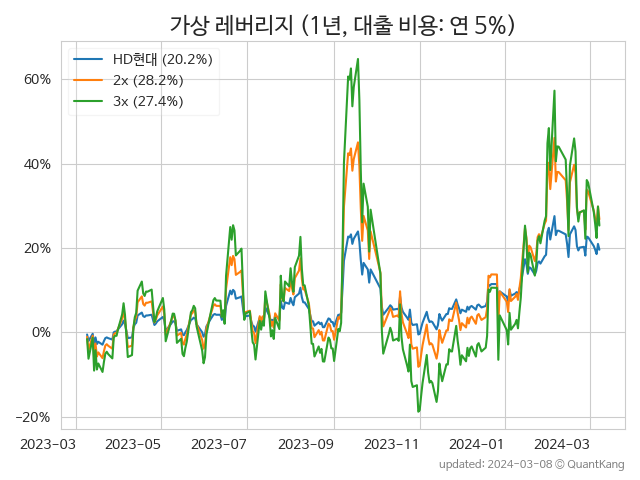 가상 레버리지 (1년, 대출 비용: 연 5%)
HD현대 (20.2%)
2x (28.2%)
3x (27.4%)
60%
40%
20%
0%
−20%
2023-03 2023-05 2023-07 2023-09 2023-11 2024-01 2024-03
updated: 2024-03-08 © QuantKang